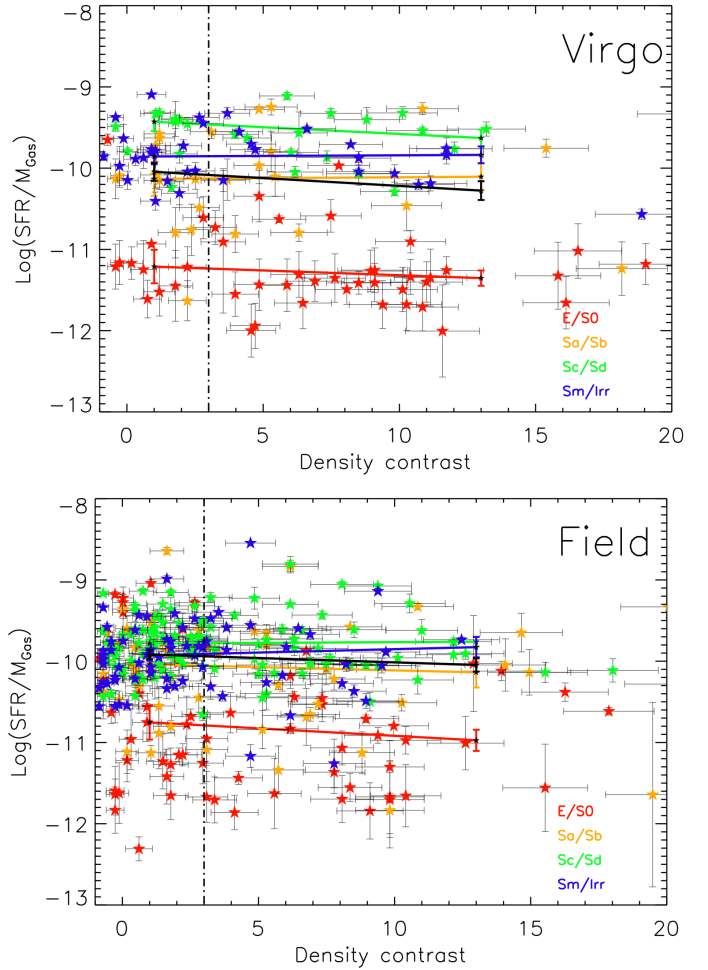 Virgo
−8
−9
−10
−11
−12
−13
Log(SFR/M_Gas)
E/S0
Sa/Sb
Sc/Sd
Sm/Irr
0 5 10 15 20
Density contrast
Field
−8
−9
−10
−11
−12
−13
Log(SFR/M_Gas)
E/S0
Sa/Sb
Sc/Sd
Sm/Irr
0 5 10 15 20
Density contrast